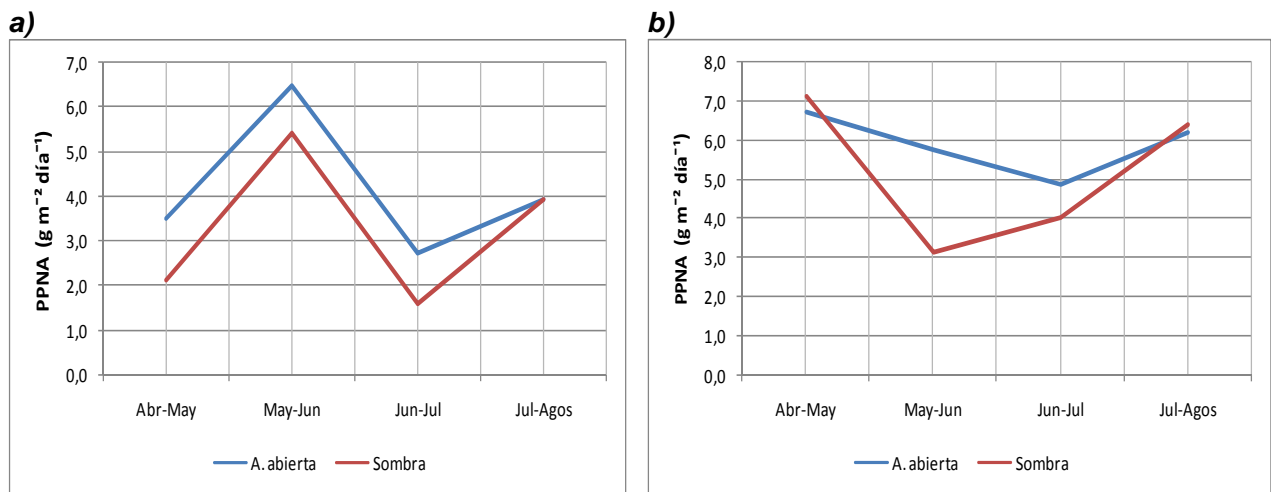 a)
7,0
6,0
5,0
4,0
3,0
2,0
1,0
0,0
PPNA (g m⁻² día⁻¹)
Abr-May May-Jun Jun-Jul Jul-Agos
A. abierta Sombra
b)
8,0
7,0
6,0
5,0
4,0
3,0
2,0
1,0
0,0
PPNA (g m⁻² día⁻¹)
Abr-May May-Jun Jun-Jul Jul-Agos
A. abierta Sombra